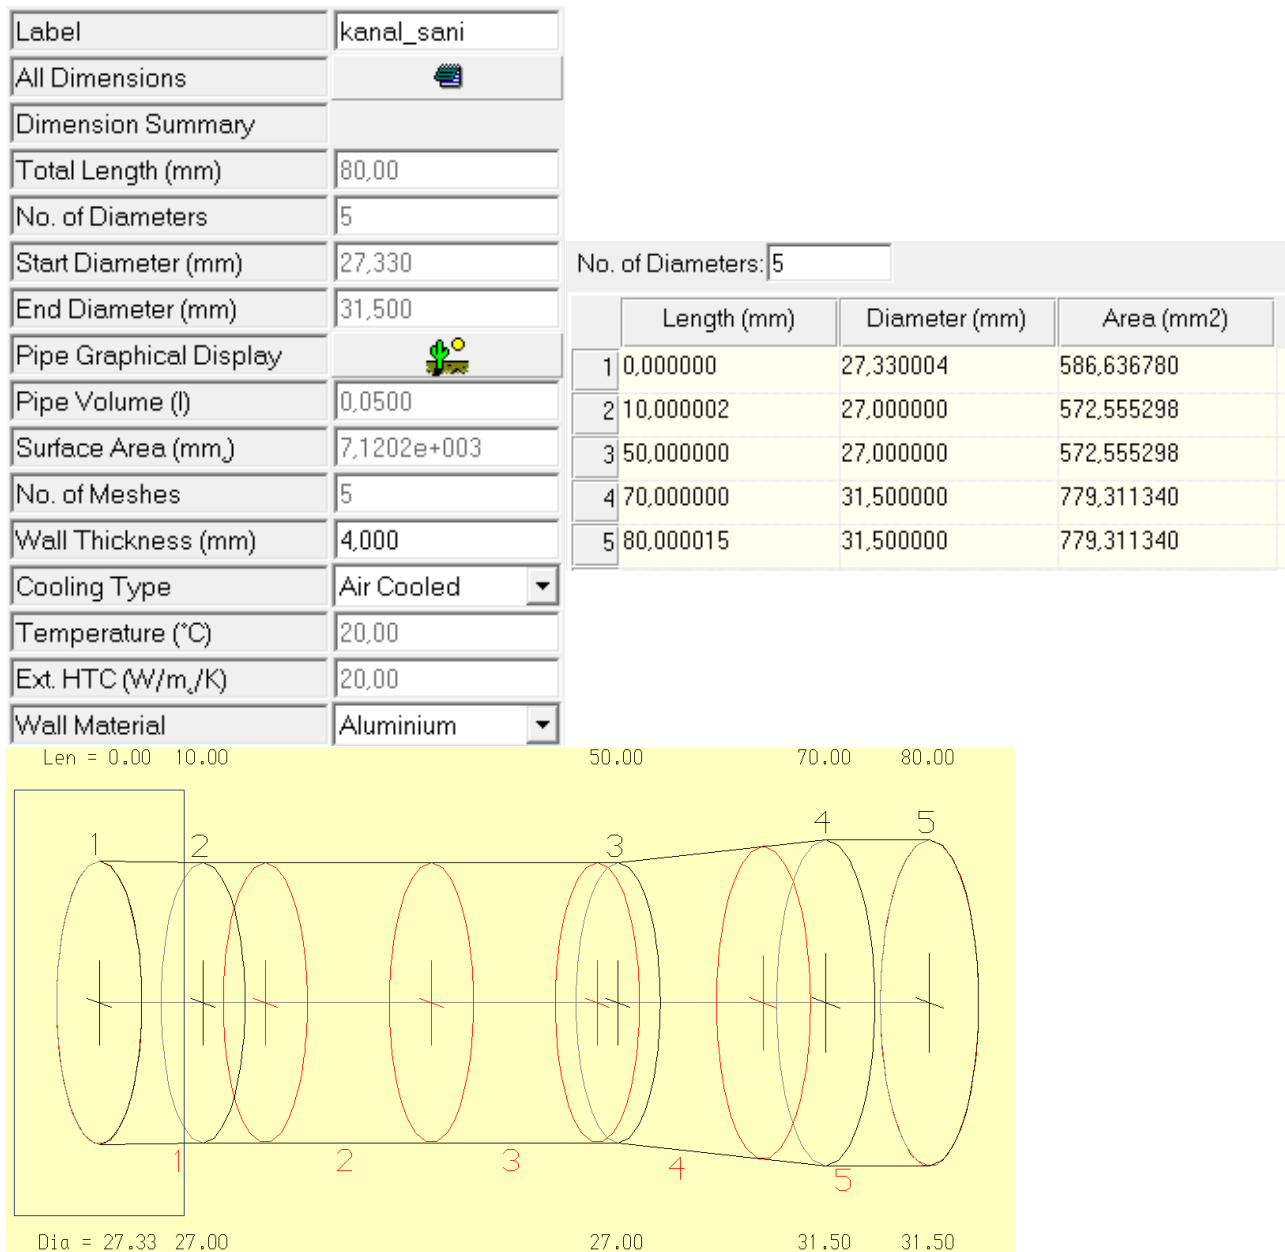 Label kanal_sani
All Dimensions
Dimension Summary
Total Length (mm) 80,00
No. of Diameters 5
Start Diameter (mm) 27,330
End Diameter (mm) 31,500
Pipe Graphical Display
Pipe Volume (l) 0,0500
Surface Area (mm˛) 7,1202e+003
No. of Meshes 5
Wall Thickness (mm) 4,000
Cooling Type Air Cooled
Temperature (°C) 20,00
Ext. HTC (W/m˛/K) 20,00
Wall Material Aluminium
No. of Diameters: 5
Length (mm) Diameter (mm) Area (mm2)
1 0,000000 27,330004 586,636780
2 10,000002 27,000000 572,555298
3 50,000000 27,000000 572,555298
4 70,000000 31,500000 779,311340
5 80,000015 31,500000 779,311340
Len = 0.00 10.00 50.00 70.00 80.00
1 2 3 4 5
1 2 3 4 5
Dia = 27.33 27.00 27.00 31.50 31.50